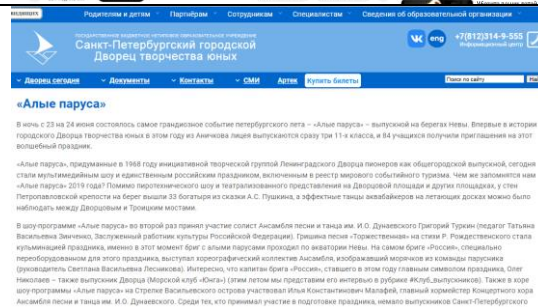 Родителям и детям Партнёрам Сотрудникам Специалистам Сведения об образовательной организации
Санкт-Петербургский городской
Дворец творчества юных
eng
+7(812)314-9-555
Информационный центр
Дворец сегодня Документы Контакты СМИ Артек Купить билеты
Поиск по сайту
«Алые паруса»
В ночь с 23 на 24 июня состоялось самое грандиозное событие петербургского лета – «Алые паруса» – выпускной на берегах Невы. Впервые в истории
городского Дворца творчества юных в этом году из Аничкова лицея выпускаются сразу три 11-х класса, и 84 учащихся получили приглашения на этот
волшебный праздник.
«Алые паруса», придуманные в 1968 году инициативной творческой группой Ленинградского Дворца пионеров как общегородской выпускной, сегодня
стали мультимедийным шоу и единственным российским праздником, включенным в реестр мирового событийного туризма. Чем же запомнятся нам
«Алые паруса» 2019 года? Помимо пиротехнического шоу и театрализованного представления на Дворцовой площади и других площадках, у стен
Петропавловской крепости на берег вышли 33 богатыря из сказки А.С. Пушкина, а эффектные танцы аквабайкеров на летающих досках можно было
наблюдать между Дворцовым и Троицким мостами.
В шоу-программе «Алые паруса» во второй раз принял участие солист Ансамбля песни и танца им. И.О. Дунаевского Григорий Туркин (педагог Татьяна
Васильевна Зинченко, Заслуженный работник культуры Российской Федерации). Гришина песня «Торжественная» на стихи Р. Рождественского стала
кульминацией праздника, именно в этот момент бриг с алыми парусами проходил по акватории Невы. На самом бриге «Россия», специально
переоборудованном для этого праздника, выступал хореографический коллектив Ансамбля, изображавший морячков из команды парусника
(руководитель Светлана Васильевна Лесникова). Интересно, что капитан брига «Россия», ставшего в этом году главным символом праздника, Олег
Николаев – также выпускник Дворца (Морской клуб «Юнга») (этим летом мы представим его интервью в рубрике #Клуб_выпускников). Также в хоре
шоу-программы «Алые паруса» на Стрелке Васильевского острова участвовал Илья Константинович Малафей, главный хормейстер Концертного хора
Ансамбля песни и танца им. И.О. Дунаевского. Среди тех, кто принимал участие в подготовке праздника, немало выпускников Санкт-Петербургского